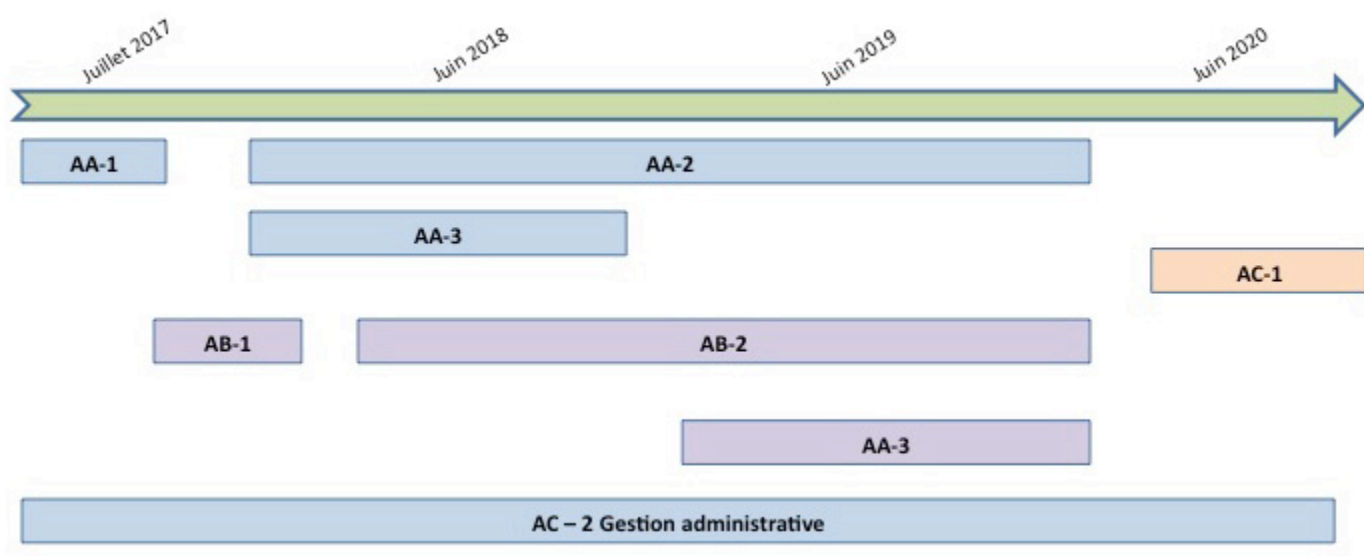 Juillet 2017
Juin 2018
Juin 2019
Juin 2020
AA-1
AA-2
AA-3
AC-1
AB-1
AB-2
AA-3
AC – 2 Gestion administrative